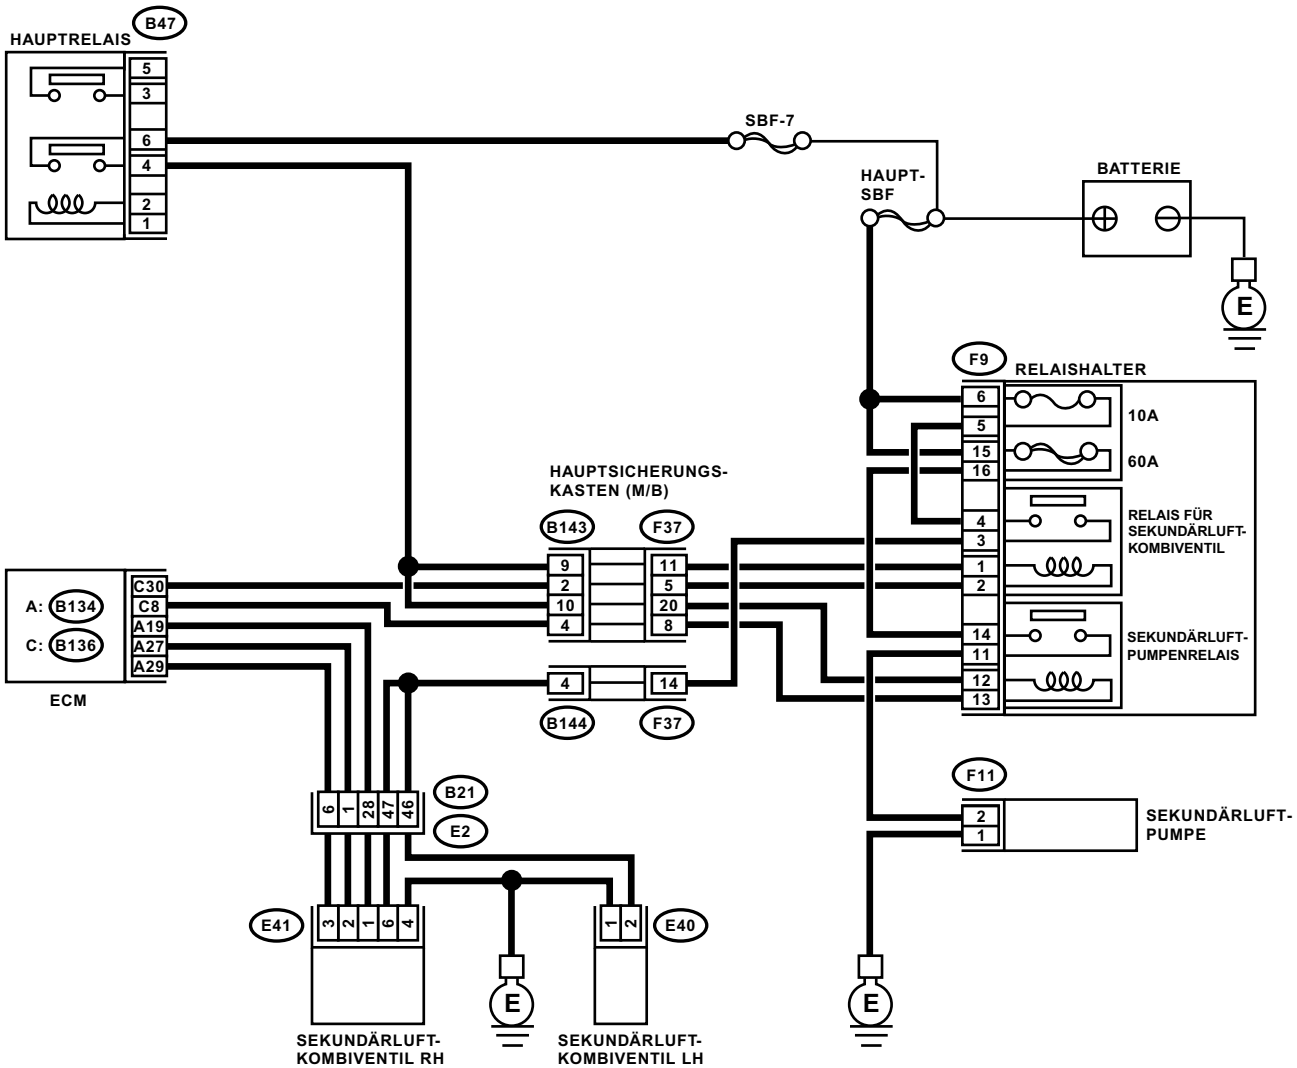 B47
HAUPTRELAIS
5
3
6
4
2
1
SBF-7
HAUPT-
SBF
BATTERIE
E
F9
RELAISHALTER
6
5
15
16
4
3
1
2
14
11
12
13
10A
60A
RELAIS FÜR
SEKUNDÄRLUFT-
KOMBIVENTIL
SEKUNDÄRLUFT-
PUMPENRELAIS
HAUPTSICHERUNGS-
KASTEN (M/B)
B143
F37
9
11
2
5
10
20
4
8
4
14
B144
F37
A: B134
C: B136
C30
C8
A19
A27
A29
ECM
6
1
28
47
46
B21
E2
F11
2
1
SEKUNDÄRLUFT-
PUMPE
E41
3
2
1
6
4
1
2
E40
E
E
SEKUNDÄRLUFT-
KOMBIVENTIL RH
SEKUNDÄRLUFT-
KOMBIVENTIL LH